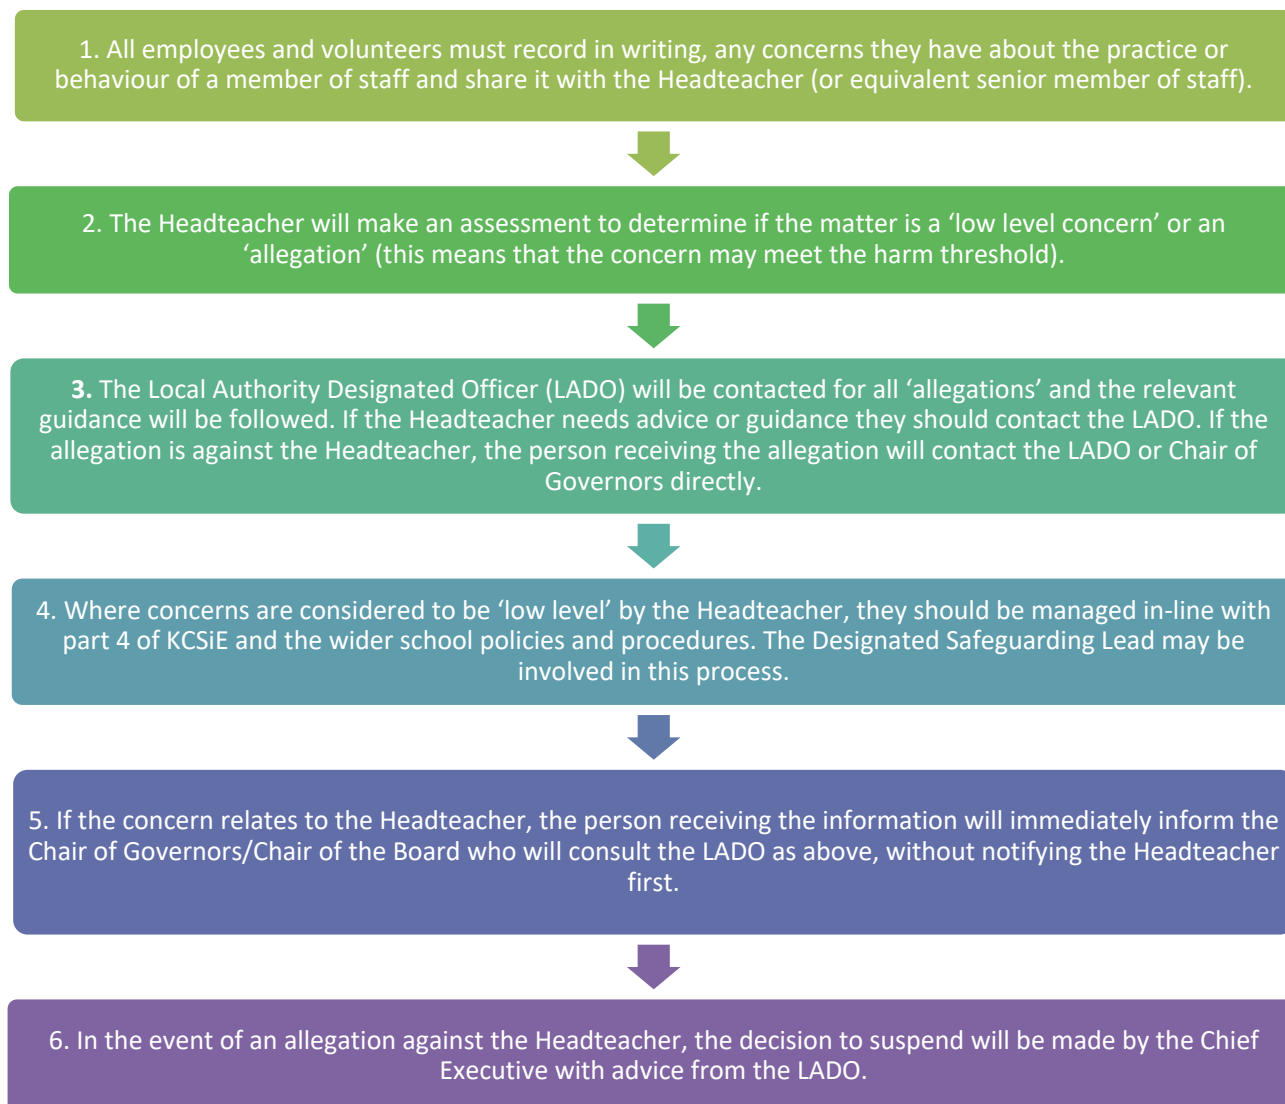 1. All employees and volunteers must record in writing, any concerns they have about the practice or
behaviour of a member of staff and share it with the Headteacher (or equivalent senior member of staff).
2. The Headteacher will make an assessment to determine if the matter is a ‘low level concern’ or an
‘allegation’ (this means that the concern may meet the harm threshold).
3. The Local Authority Designated Officer (LADO) will be contacted for all ‘allegations’ and the relevant
guidance will be followed. If the Headteacher needs advice or guidance they should contact the LADO. If the
allegation is against the Headteacher, the person receiving the allegation will contact the LADO or Chair of
Governors directly.
4. Where concerns are considered to be ‘low level’ by the Headteacher, they should be managed in-line with
part 4 of KCSiE and the wider school policies and procedures. The Designated Safeguarding Lead may be
involved in this process.
5. If the concern relates to the Headteacher, the person receiving the information will immediately inform the
Chair of Governors/Chair of the Board who will consult the LADO as above, without notifying the Headteacher
first.
6. In the event of an allegation against the Headteacher, the decision to suspend will be made by the Chief
Executive with advice from the LADO.